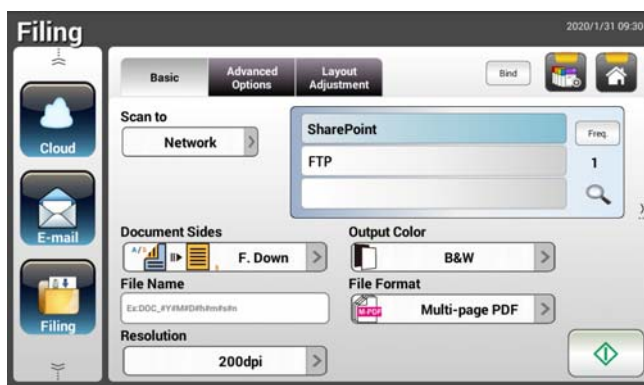 Filing
2020/1/31 09:30
Basic
Advanced
Options
Layout
Adjustment
Bind
Scan to
Network
SharePoint
FTP
Freq.
1
Cloud
E-mail
Filing
Document Sides
F. Down
Output Color
B&W
File Name
Ex:DOC_#Y#M#D#h#m#s#n
File Format
M-PDF
Multi-page PDF
Resolution
200dpi